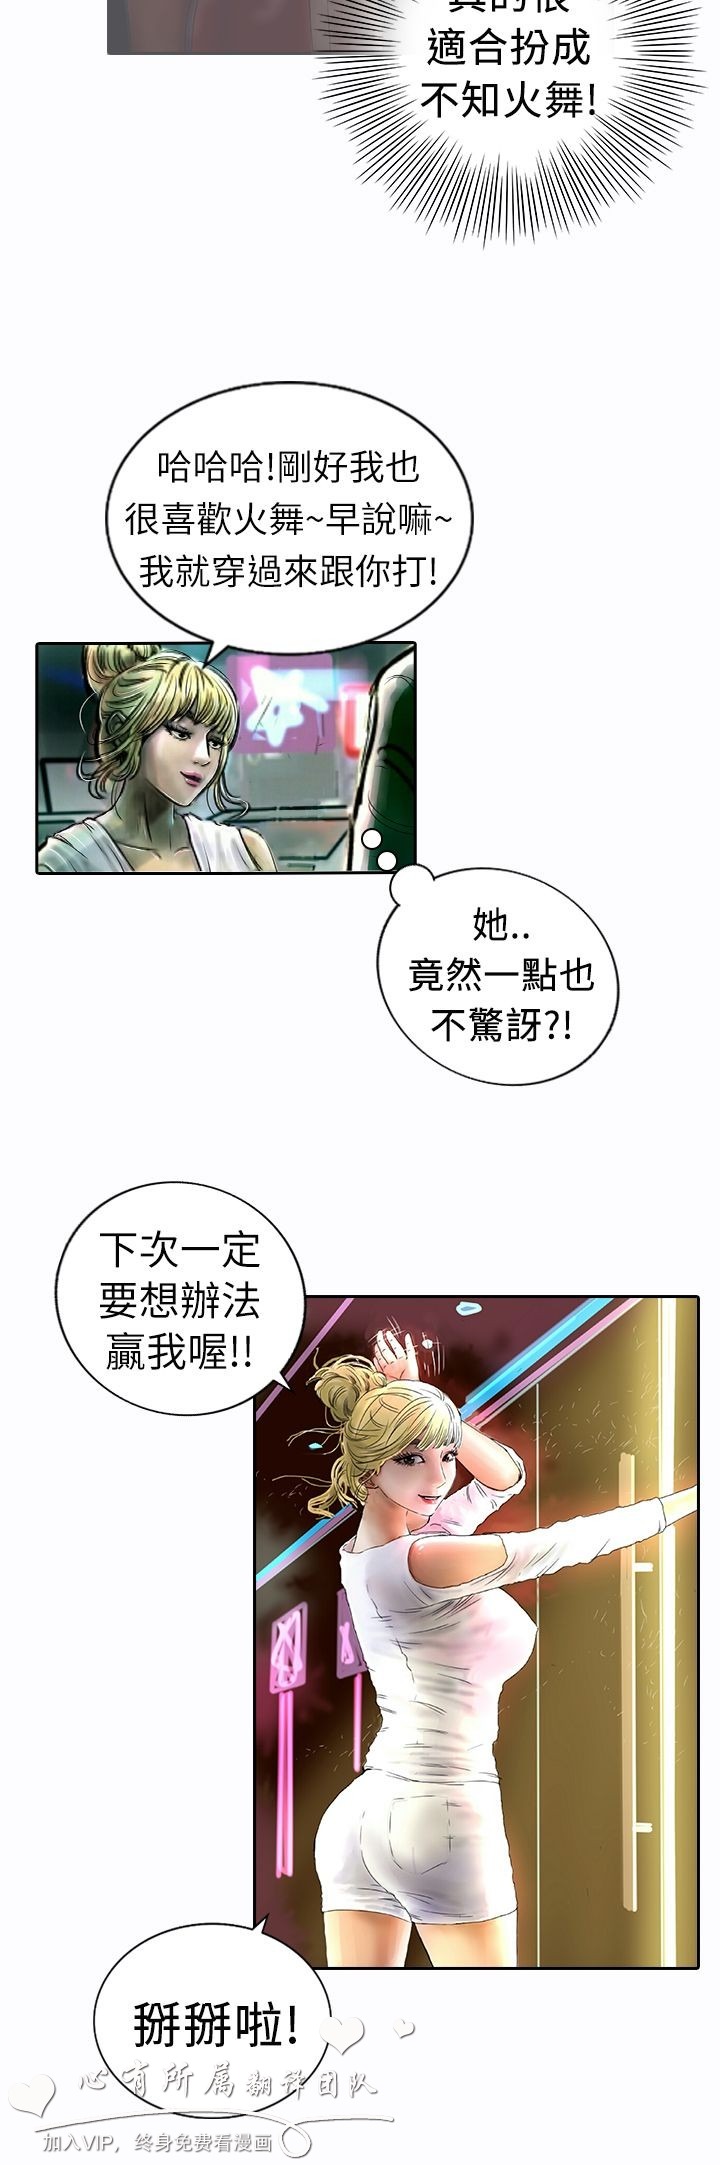 真的很
適合扮成
不知火舞!
哈哈哈!剛好我也
很喜歡火舞~早說嘛~
我就穿過來跟你打!
她..
竟然一點也
不驚訝?!
下次一定
要想辦法
贏我喔!!
掰掰啦!
心有所属翻译团队
加入VIP，终身免费看漫画